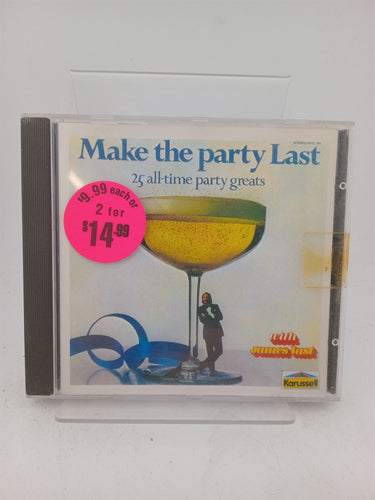 Make the party Last
25 all-time party greats
$9.99 each or
2 for
$14.99
with
james last
Karussell